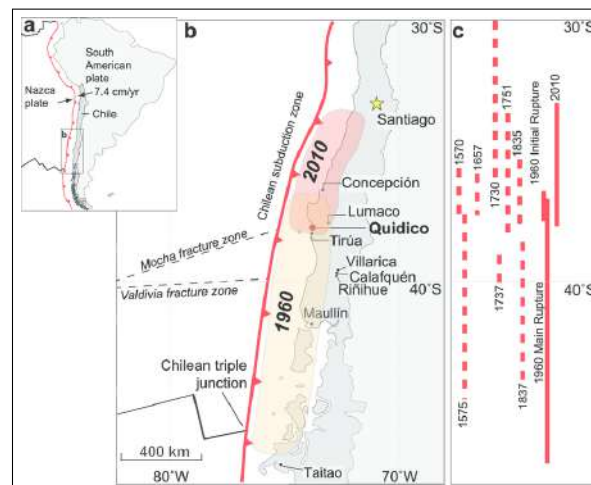 a
South
American
plate
Nazca
plate
7.4 cm/yr
Chile
b
b
30°S
Santiago
Chilean subduction zone
2010
Concepción
Lumaco
Quidico
Tirúa
Mocha fracture zone
Villarica
Calafquén
Riñihue
Valdivia fracture zone
40°S
1960
Maullín
Chilean triple
junction
400 km
Taitao
80°W
70°W
c
30°S
1570
1657
1730
1751
1835
1960 Initial Rupture
2010
1737
40°S
1575
1837
1960 Main Rupture